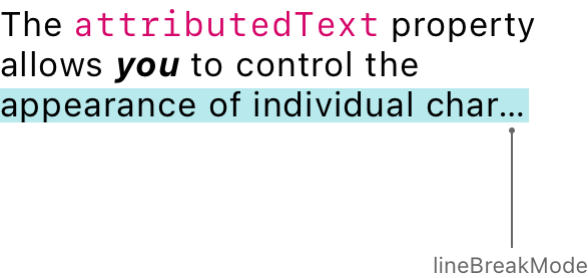 The attributedText property
allows you to control the
appearance of individual char...
lineBreakMode